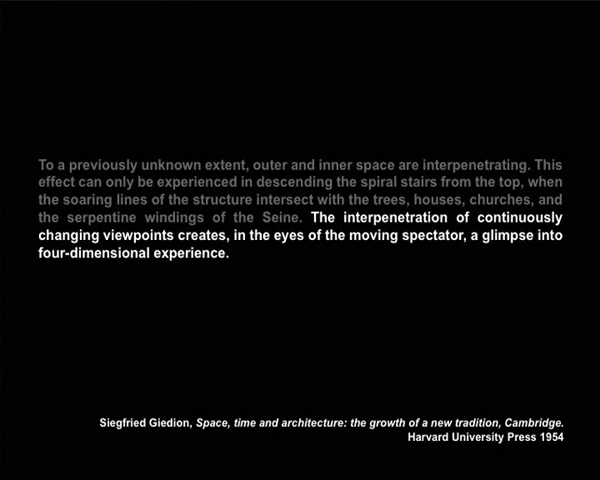 To a previously unknown extent, outer and inner space are interpenetrating. This
effect can only be experienced in descending the spiral stairs from the top, when
the soaring lines of the structure intersect with the trees, houses, churches, and
the serpentine windings of the Seine. The interpenetration of continuously
changing viewpoints creates, in the eyes of the moving spectator, a glimpse into
four-dimensional experience.
Siegfried Giedion, Space, time and architecture: the growth of a new tradition, Cambridge.
Harvard University Press 1954